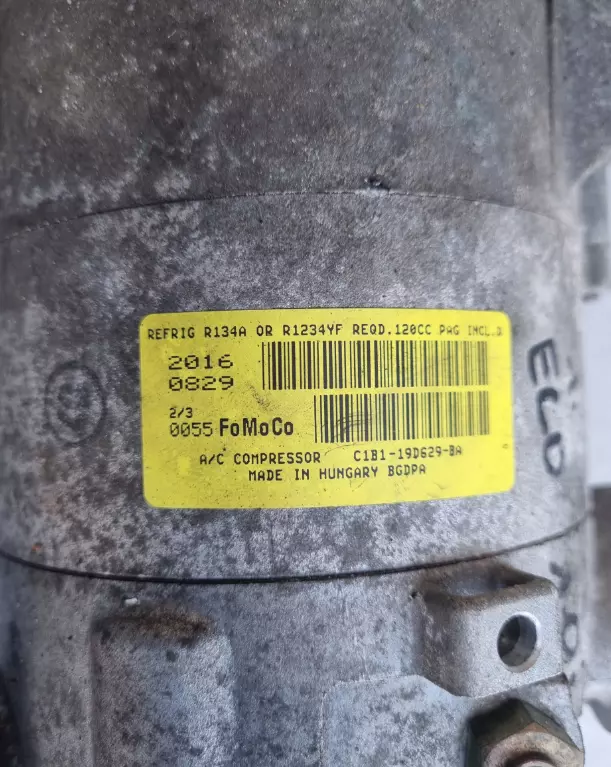 REFRIG R134A OR R1234YF REQD.120CC PAG INCL.D
2016
0829
2/3
0055 FoMoCo
A/C COMPRESSOR C1B1-19D629-BA
MADE IN HUNGARY BGDPA
ECO